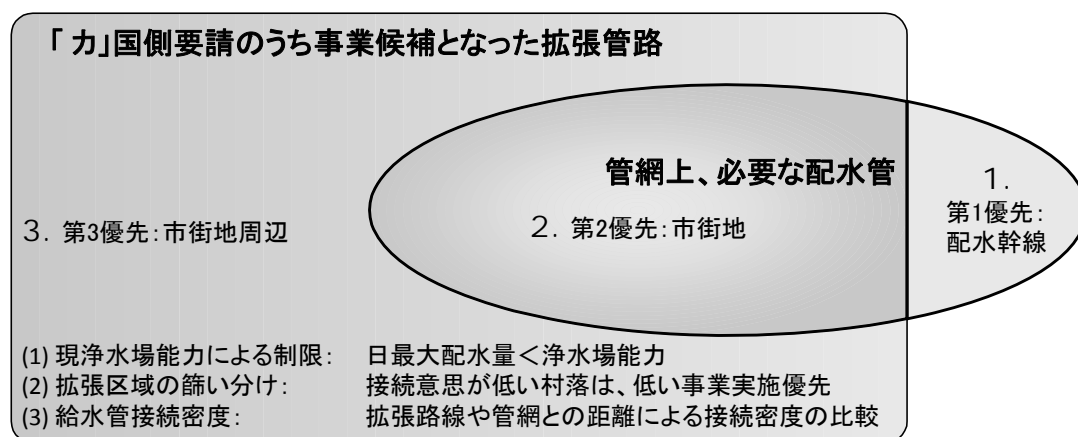 「カ」国側要請のうち事業候補となった拡張管路
管網上、必要な配水管
1.
第1優先:
配水幹線
2. 第2優先:市街地
3. 第3優先:市街地周辺
(1) 現浄水場能力による制限: 日最大配水量<浄水場能力
(2) 拡張区域の篩い分け: 接続意思が低い村落は、低い事業実施優先
(3) 給水管接続密度: 拡張路線や管網との距離による接続密度の比較